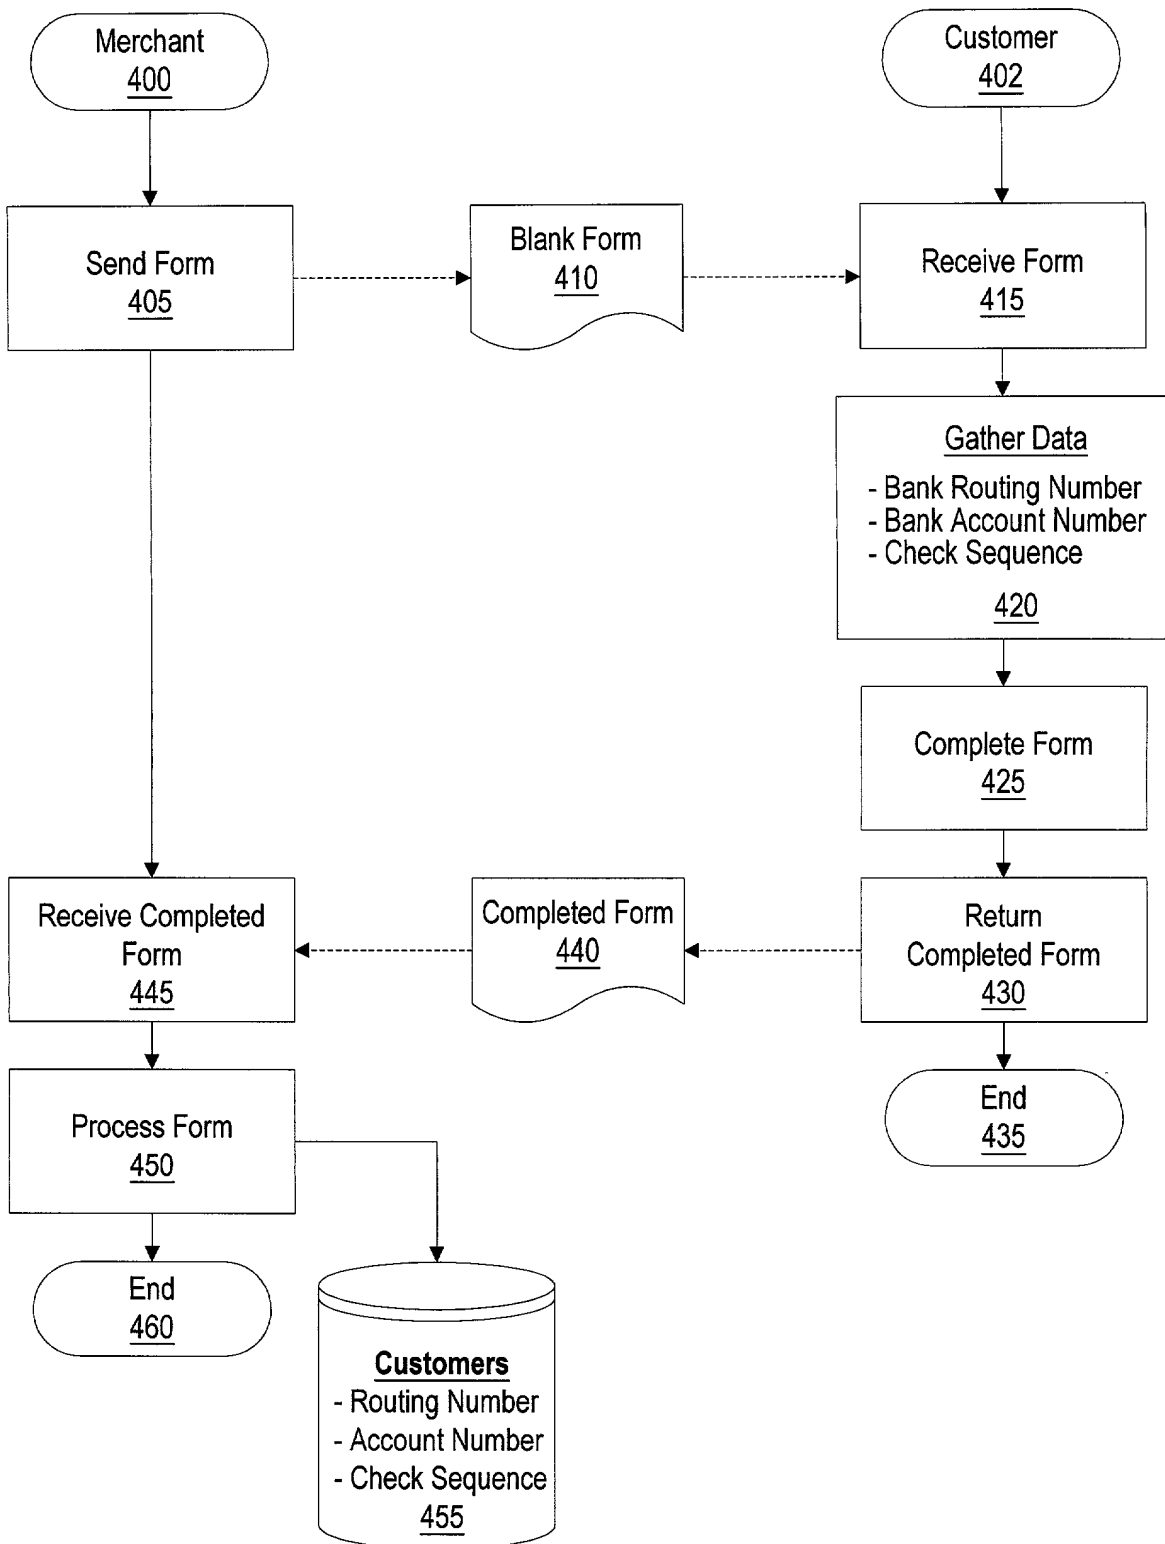 Merchant
400
Customer
402
Send Form
405
Blank Form
410
Receive Form
415
Gather Data
- Bank Routing Number
- Bank Account Number
- Check Sequence
420
Complete Form
425
Receive Completed
Form
445
Completed Form
440
Return
Completed Form
430
Process Form
450
End
435
End
460
Customers
- Routing Number
- Account Number
- Check Sequence
455